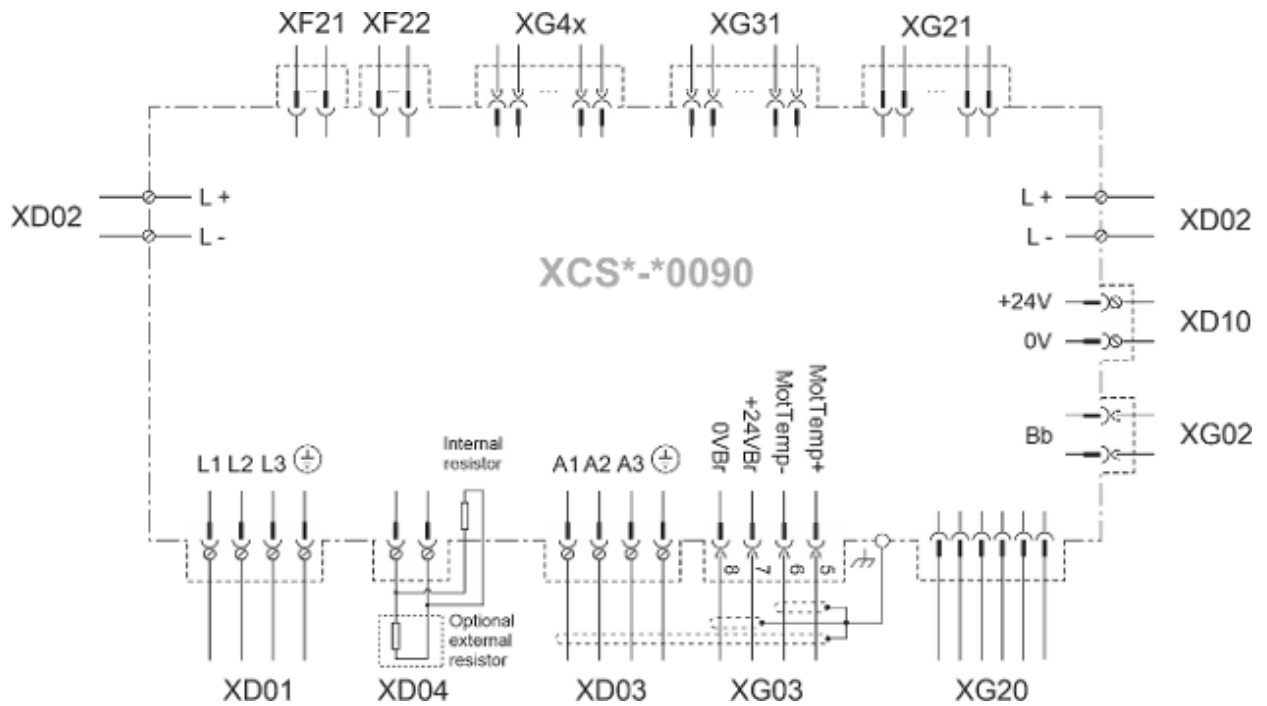 XF21 XF22 XG4x XG31 XG21
... ... ... ... ...
XD02 L + L + XD02
L - L -
XCS*-*0090
+24V XD10
0V
Bb XG02
L1 L2 L3
Internal
resistor
A1 A2 A3
0VBr
+24VBr
MotTemp-
MotTemp+
8 7 6 5
Optional
external
resistor
XD01 XD04 XD03 XG03 XG20